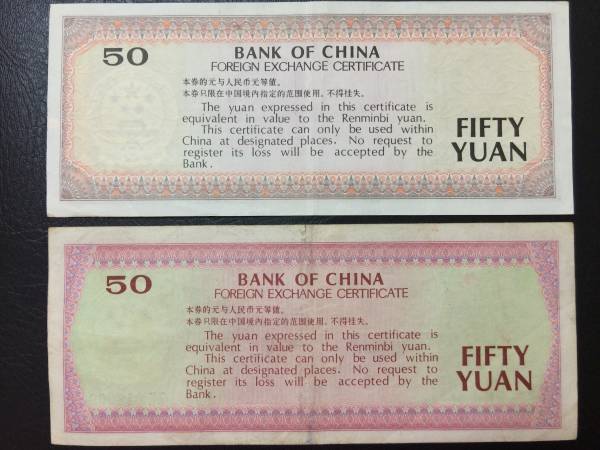 50
BANK OF CHINA
FOREIGN EXCHANGE CERTIFICATE
本券的元与人民币元等值。
本券只限在中国境内指定的范围使用，不得挂失。
The yuan expressed in this certificate is
equivalent in value to the Renminbi yuan.
This certificate can only be used within
China at designated places. No request to
register its loss will be accepted by the
Bank.
FIFTY
YUAN
50
BANK OF CHINA
FOREIGN EXCHANGE CERTIFICATE
本券的元与人民币元等值。
本券只限在中国境内指定的范围使用，不得挂失。
The yuan expressed in this certificate is
equivalent in value to the Renminbi yuan.
This certificate can only be used within
China at designated places. No request to
register its loss will be accepted by the
Bank.
FIFTY
YUAN